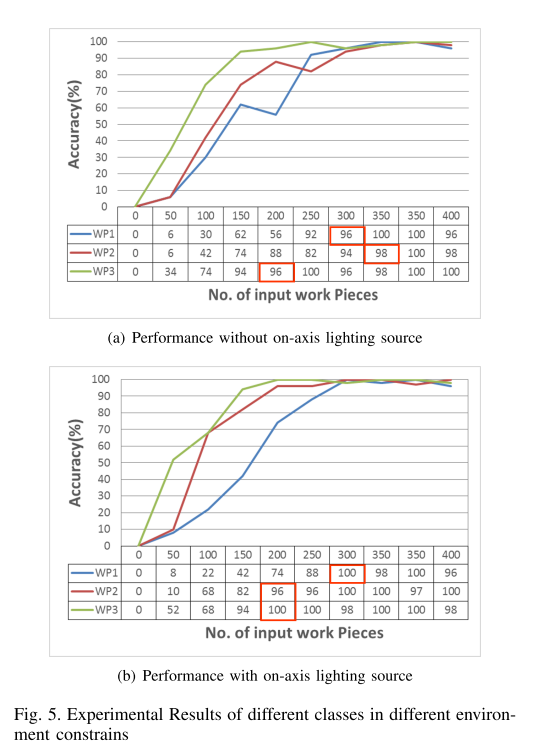 100
90
80
70
60
50
40
30
20
10
0
Accuracy(%)
0 50 100 150 200 250 300 350 350 400
WP1 0 6 30 62 56 92 96 100 100 96
WP2 0 6 42 74 88 82 94 98 100 98
WP3 0 34 74 94 96 100 96 98 100 100
No. of input work Pieces
(a) Performance without on-axis lighting source
100
90
80
70
60
50
40
30
20
10
0
Accuracy(%)
0 50 100 150 200 250 300 350 350 400
WP1 0 8 22 42 74 88 100 98 100 96
WP2 0 10 68 82 96 96 100 100 97 100
WP3 0 52 68 94 100 100 98 100 100 98
No. of input work Pieces
(b) Performance with on-axis lighting source
Fig. 5. Experimental Results of different classes in different environ-
ment constrains